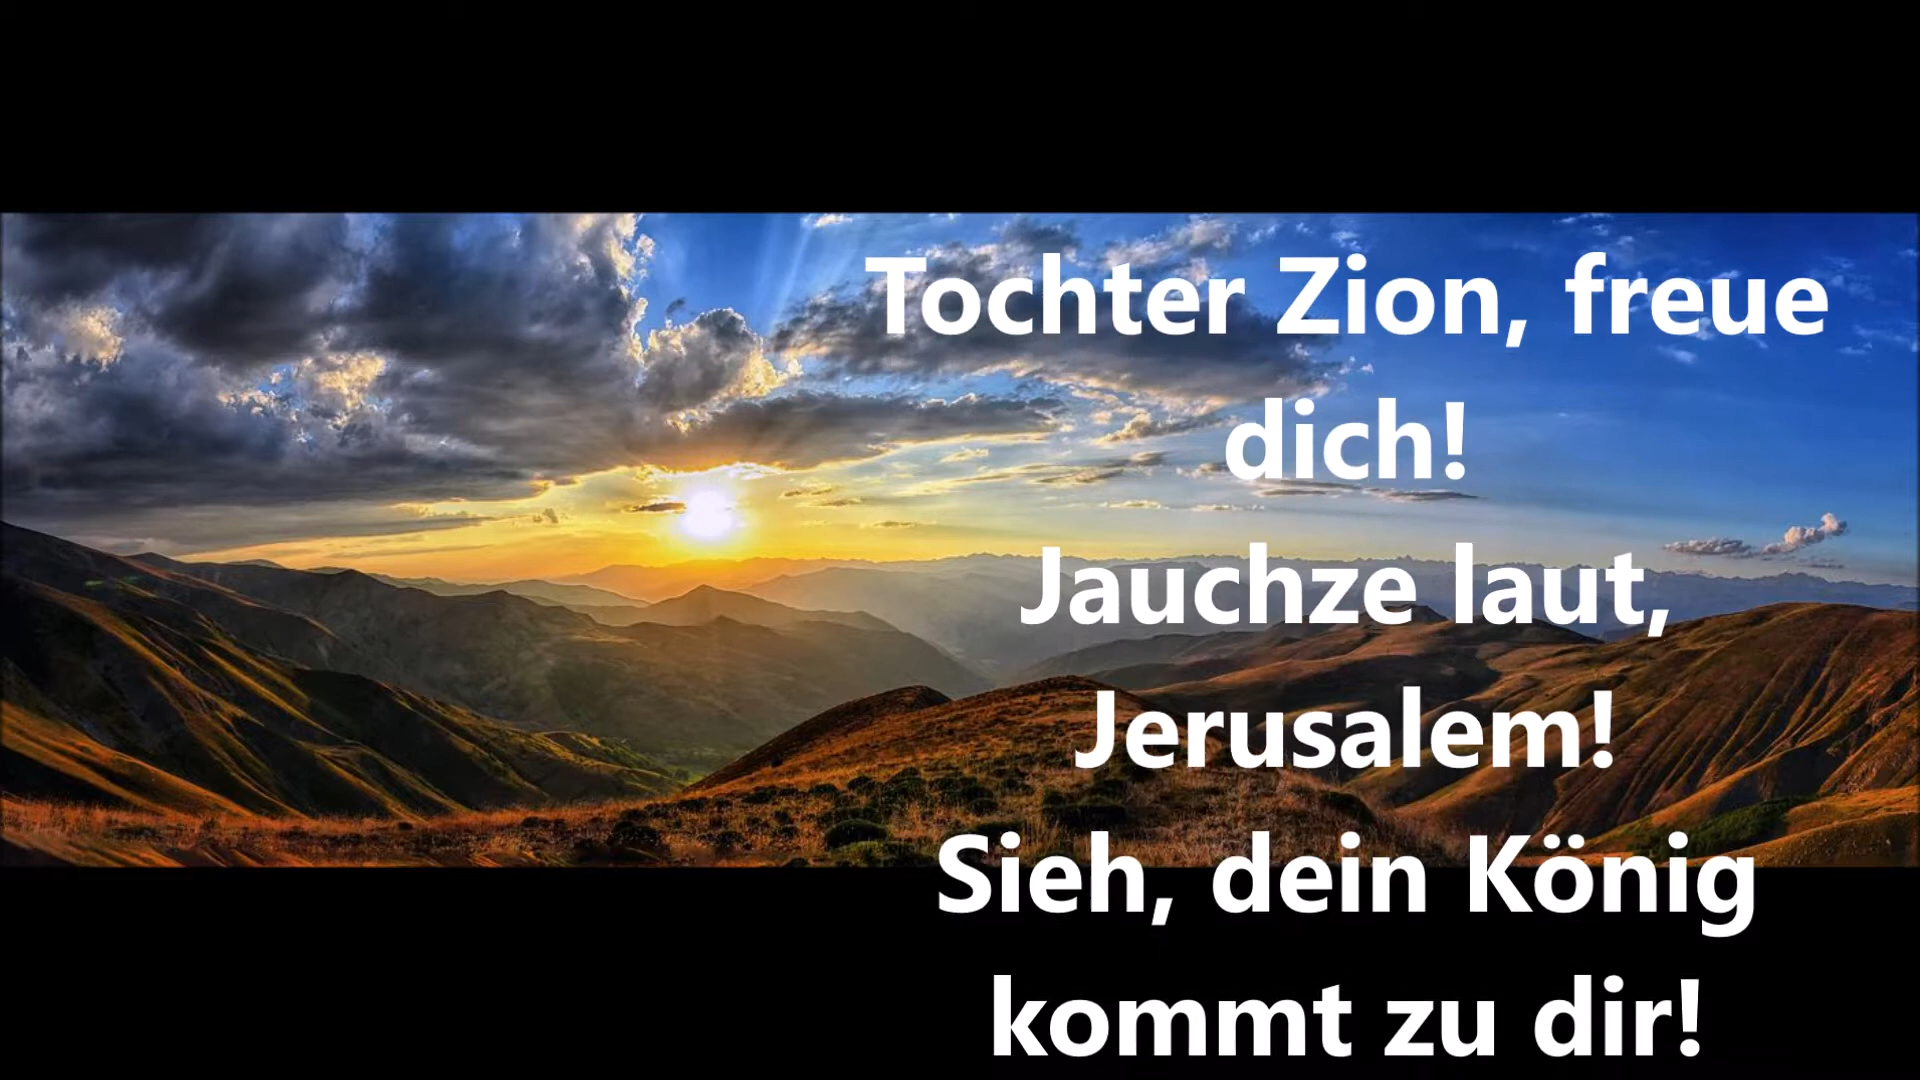 Tochter Zion, freue
dich!
Jauchze laut,
Jerusalem!
Sieh, dein König
kommt zu dir!